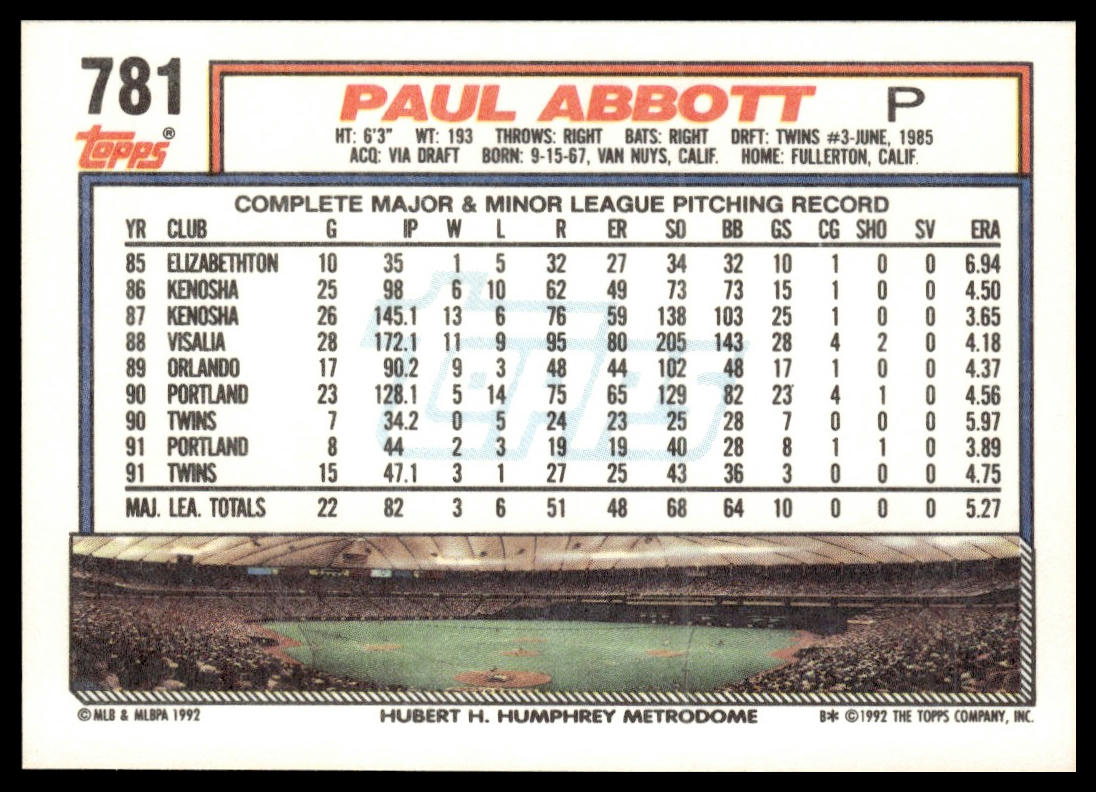 781
PAUL ABBOTT P
topps®
HT: 6'3" WT: 193 THROWS: RIGHT BATS: RIGHT DRFT: TWINS #3-JUNE, 1985
ACQ: VIA DRAFT BORN: 9-15-67, VAN NUYS, CALIF. HOME: FULLERTON, CALIF.
COMPLETE MAJOR & MINOR LEAGUE PITCHING RECORD
YR CLUB G IP W L R ER SO BB GS CG SHO SV ERA
85 ELIZABETHTON 10 35 1 5 32 27 34 32 10 1 0 0 6.94
86 KENOSHA 25 98 6 10 62 49 73 73 15 1 0 0 4.50
87 KENOSHA 26 145.1 13 6 76 59 138 103 25 1 0 0 3.65
88 VISALIA 28 172.1 11 9 95 80 205 143 28 4 2 0 4.18
89 ORLANDO 17 90.2 9 3 48 44 102 48 17 1 0 0 4.37
90 PORTLAND 23 128.1 5 14 75 65 129 82 23 4 1 0 4.56
90 TWINS 7 34.2 0 5 24 23 25 28 7 0 0 0 5.97
91 PORTLAND 8 44 2 3 19 19 40 28 8 1 1 0 3.89
91 TWINS 15 47.1 3 1 27 25 43 36 3 0 0 0 4.75
MAJ. LEA. TOTALS 22 82 3 6 51 48 68 64 10 0 0 0 5.27
topps
© MLB & MLBPA 1992 HUBERT H. HUMPHREY METRODOME B* ©1992 THE TOPPS COMPANY, INC.